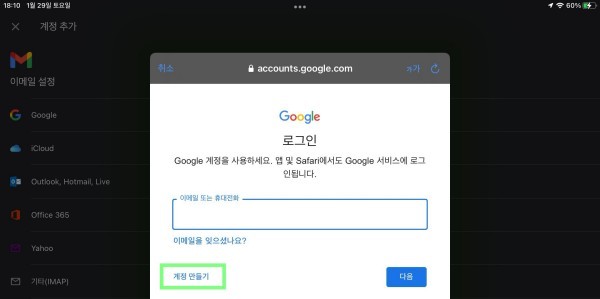 18:10 1월 29일 토요일
60%
계정 추가
이메일 설정
Google
iCloud
Outlook, Hotmail, Live
Office 365
Yahoo
기타(IMAP)
취소
accounts.google.com
가가
Google
로그인
Google 계정을 사용하세요. 앱 및 Safari에서도 Google 서비스에 로그
인됩니다.
이메일 또는 휴대전화
이메일을 잊으셨나요?
계정 만들기
다음